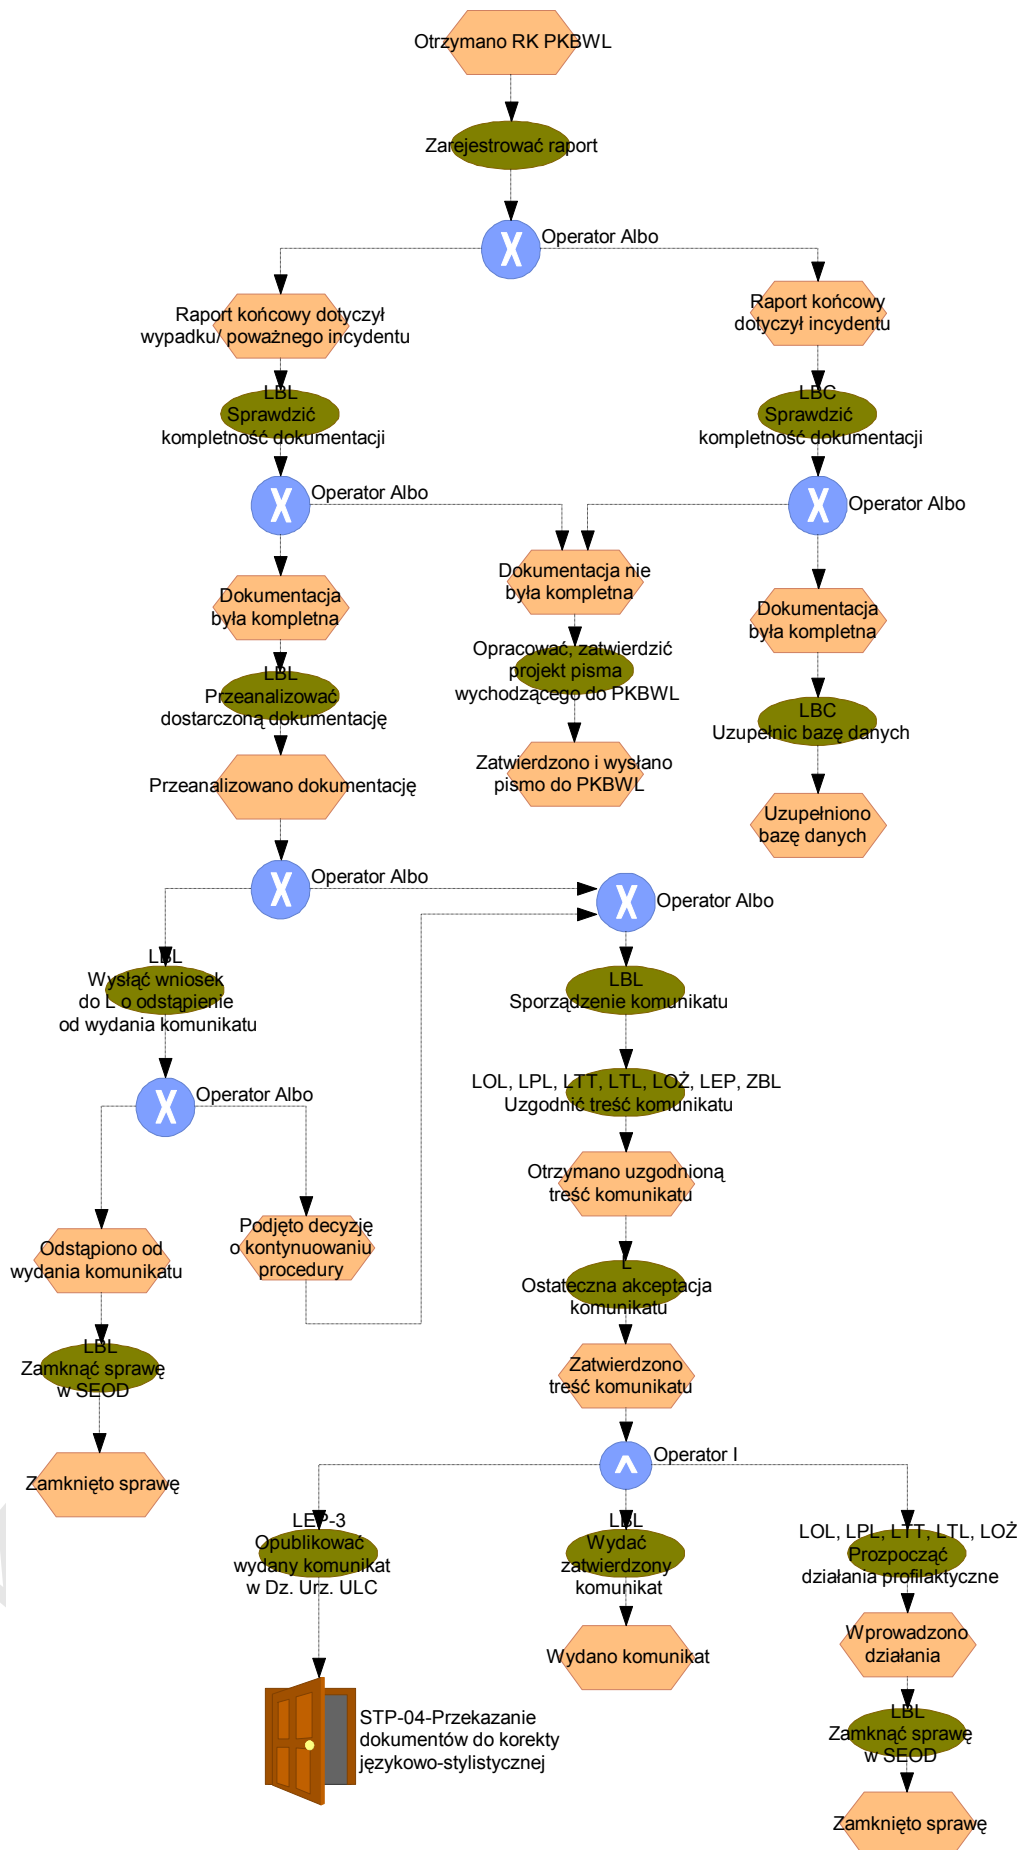 Otrzymano RK PKBWL
Zarejestrować raport
Operator Albo
Raport końcowy dotyczył
wypadku/ poważnego incydentu
Raport końcowy
dotyczył incydentu
LBL
Sprawdzić
kompletność dokumentacji
LBC
Sprawdzić
kompletność dokumentacji
Operator Albo
Operator Albo
Dokumentacja
była kompletna
Dokumentacja nie
była kompletna
Dokumentacja
była kompletna
LBL
Przeanalizować
dostarczoną dokumentację
Opracować, zatwierdzić
projekt pisma
wychodzącego do PKBWL
LBC
Uzupełnic bazę danych
Przeanalizowano dokumentację
Zatwierdzono i wysłano
pismo do PKBWL
Uzupełniono
bazę danych
Operator Albo
Operator Albo
LBL
Wysłąć wniosek
do L o odstąpienie
od wydania komunikatu
LBL
Sporządzenie komunikatu
Operator Albo
LOL, LPL, LTT, LTL, LOŻ, LEP, ZBL
Uzgodnić treść komunikatu
Otrzymano uzgodnioną
treść komunikatu
Odstąpiono od
wydania komunikatu
Podjęto decyzję
o kontynuowaniu
procedury
L
Ostateczna akceptacja
komunikatu
LBL
Zamknąć sprawę
w SEOD
Zatwierdzono
treść komunikatu
Zamknięto sprawę
Operator I
LEP-3
Opublikować
wydany komunikat
w Dz. Urz. ULC
LBL
Wydać
zatwierdzony
komunikat
LOL, LPL, LTT, LTL, LOŻ
Prozpocząć
działania profilaktyczne
Wydano komunikat
Wprowadzono
działania
STP-04-Przekazanie
dokumentów do korekty
językowo-stylistycznej
LBL
Zamknąć sprawę
w SEOD
Zamknięto sprawę